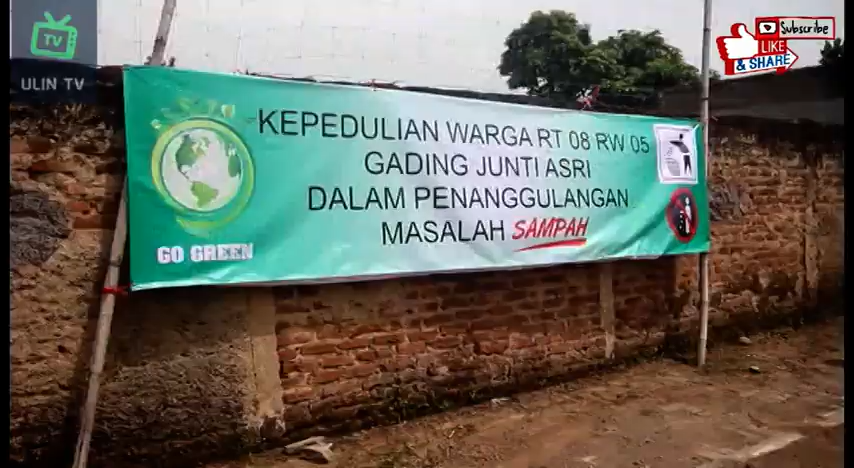 TV
ULIN TV
Subscribe
LIKE
& SHARE
KEPEDULIAN WARGA RT 08 RW 05
GADING JUNTI ASRI
DALAM PENANGGULANGAN
MASALAH SAMPAH
GO GREEN